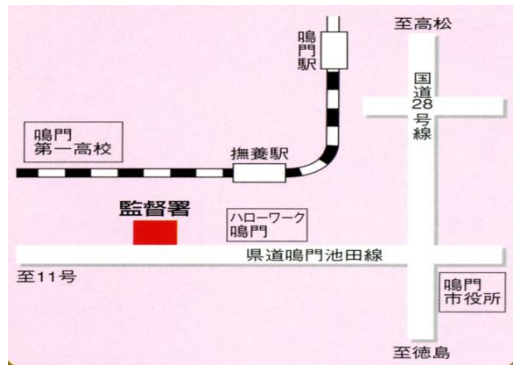 至高松
鳴門駅
国道28号線
鳴門
第一高校
撫養駅
監督署
ハローワーク
鳴門
県道鳴門池田線
至11号
鳴門
市役所
至徳島